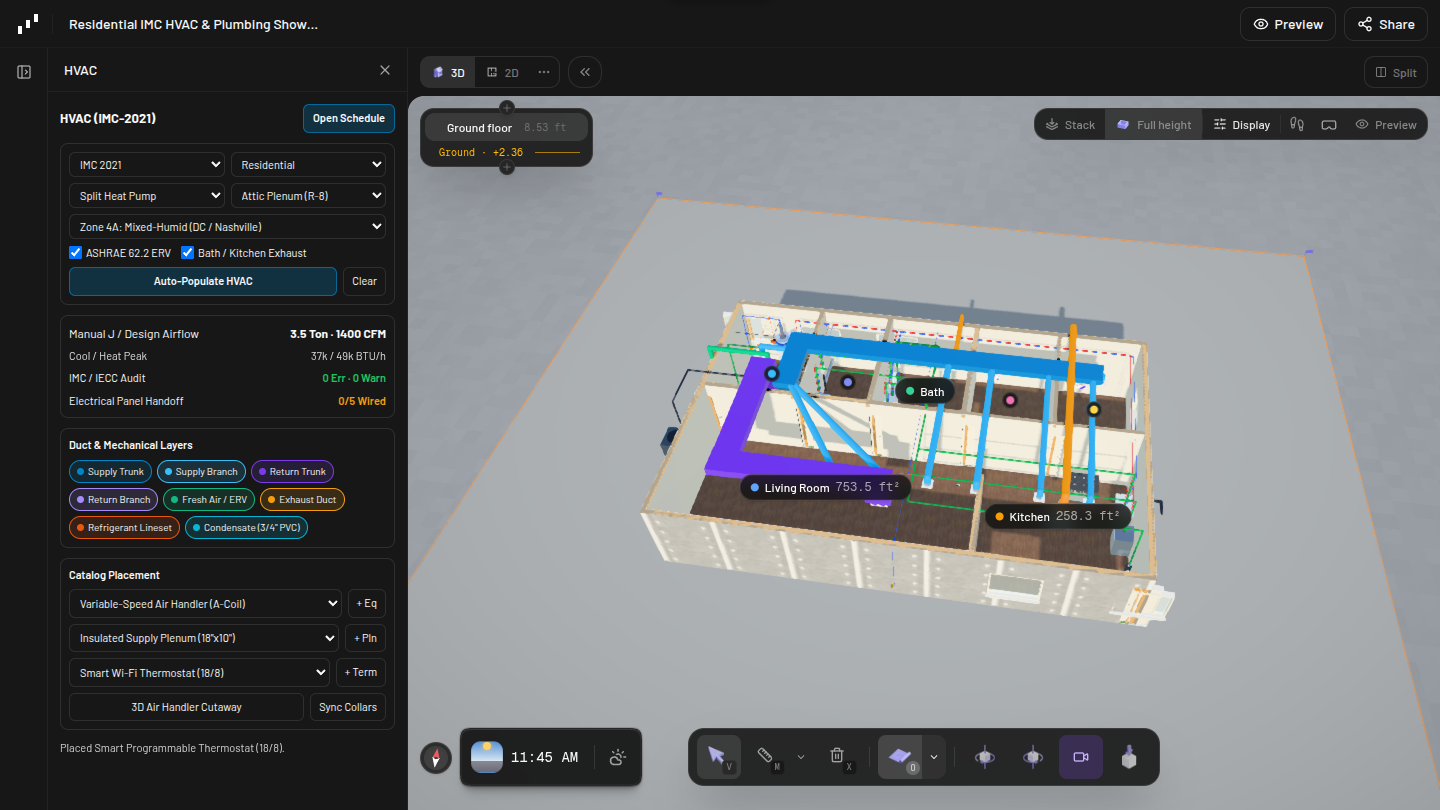 Residential IMC HVAC & Plumbing Show...
Preview
Share
HVAC
3D
2D
Split
HVAC (IMC-2021)
Open Schedule
IMC 2021
Residential
Split Heat Pump
Attic Plenum (R-8)
Zone 4A: Mixed-Humid (DC / Nashville)
ASHRAE 62.2 ERV
Bath / Kitchen Exhaust
Auto-Populate HVAC
Clear
Manual J / Design Airflow
3.5 Ton · 1400 CFM
Cool / Heat Peak
37k / 49k BTU/h
IMC / IECC Audit
0 Err · 0 Warn
Electrical Panel Handoff
0/5 Wired
Duct & Mechanical Layers
Supply Trunk
Supply Branch
Return Trunk
Return Branch
Fresh Air / ERV
Exhaust Duct
Refrigerant Lineset
Condensate (3/4" PVC)
Catalog Placement
Variable-Speed Air Handler (A-Coil)
+ Eq
Insulated Supply Plenum (18"x10")
+ Pln
Smart Wi-Fi Thermostat (18/8)
+ Term
3D Air Handler Cutaway
Sync Collars
Placed Smart Programmable Thermostat (18/8).
Ground floor 8.53 ft
Ground · +2.36
Stack
Full height
Display
Preview
Bath
Living Room 753.5 ft²
Kitchen 258.3 ft²
11:45 AM
V
M
X
0